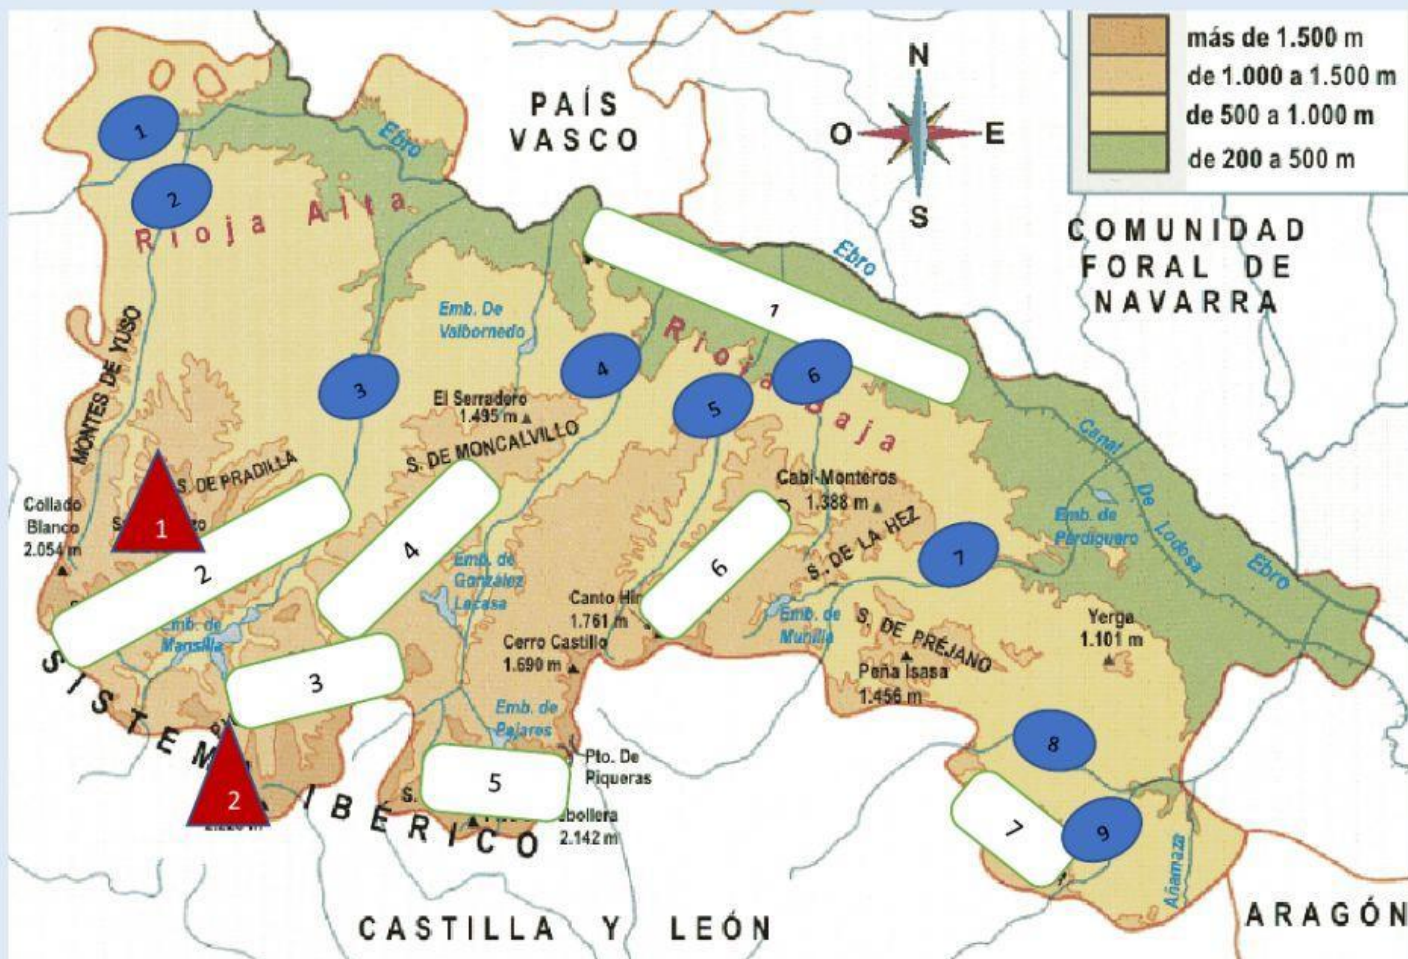 más de 1.500 m
de 1.000 a 1.500 m
de 500 a 1.000 m
de 200 a 500 m
N
O
E
S
PAÍS
VASCO
COMUNIDAD
FORAL DE
NAVARRA
1
2
Ebro
Rioja Alta
Ebro
1
Emb. De
Valbornedo
MONTES DE YUSO
3
4
5
6
Rioja Baja
El Serradero
1.495 m
S. DE MONCALVILLO
S. DE PRADILLA
Canal De Lodosa
Ebro
Cabi-Monteros
1.388 m
Collado
Blanco
2.054 m
1
2
4
6
S. DE LA HEZ
7
Emb. de
Perdiguero
Emb. de
González
Lacasa
Canto
1.761 m
Emb. de
Munilla
Emb. de
Mansilla
Cerro Castillo
1.690 m
S. DE PRÉJANO
Yerga
1.101 m
Peña Isasa
1.456 m
3
Emb. de
Pajares
5
Pto. De
Piqueras
2
S.
2.142 m
SISTEMA IBÉRICO
8
7
9
Añamaza
CASTILLA Y LEÓN
ARAGÓN